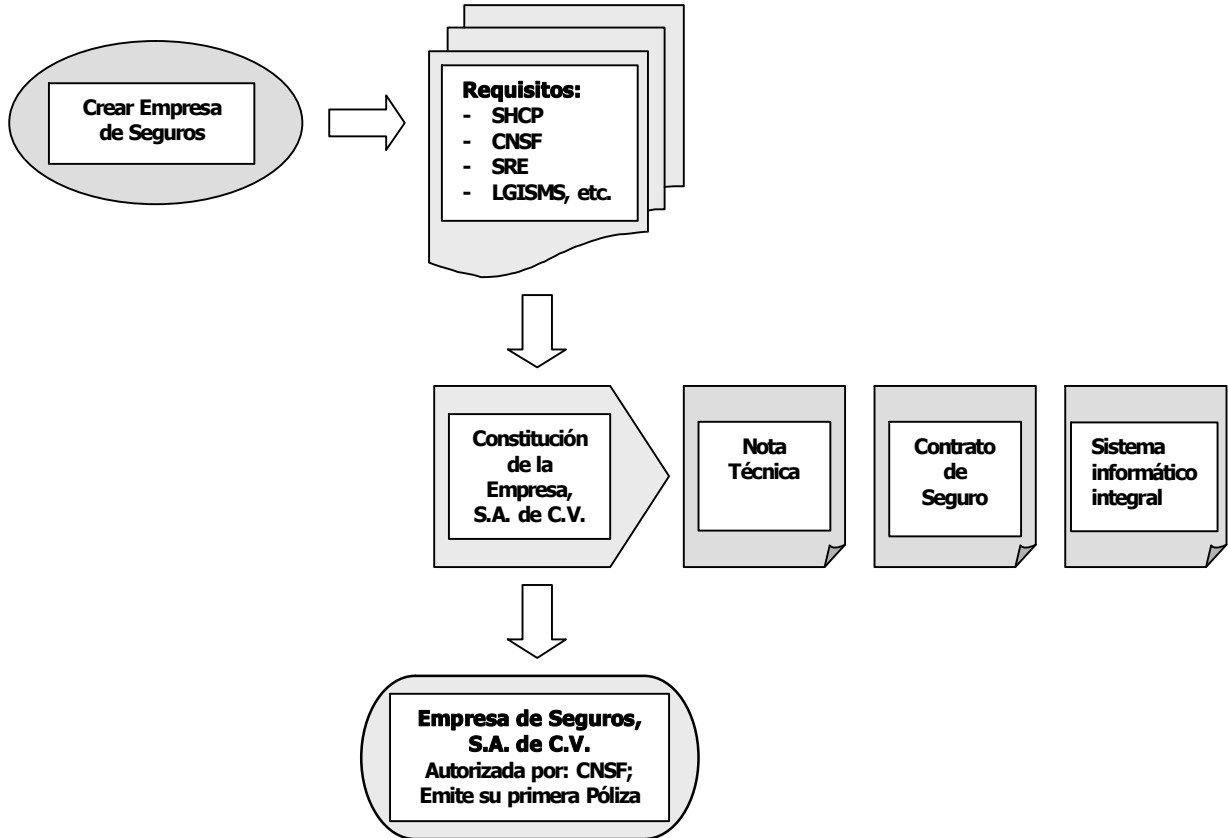 Crear Empresa
de Seguros
Requisitos:
- SHCP
- CNSF
- SRE
- LGISMS, etc.
Constitución
de la
Empresa,
S.A. de C.V.
Nota
Técnica
Contrato
de
Seguro
Sistema
informático
integral
Empresa de Seguros,
S.A. de C.V.
Autorizada por: CNSF;
Emite su primera Póliza